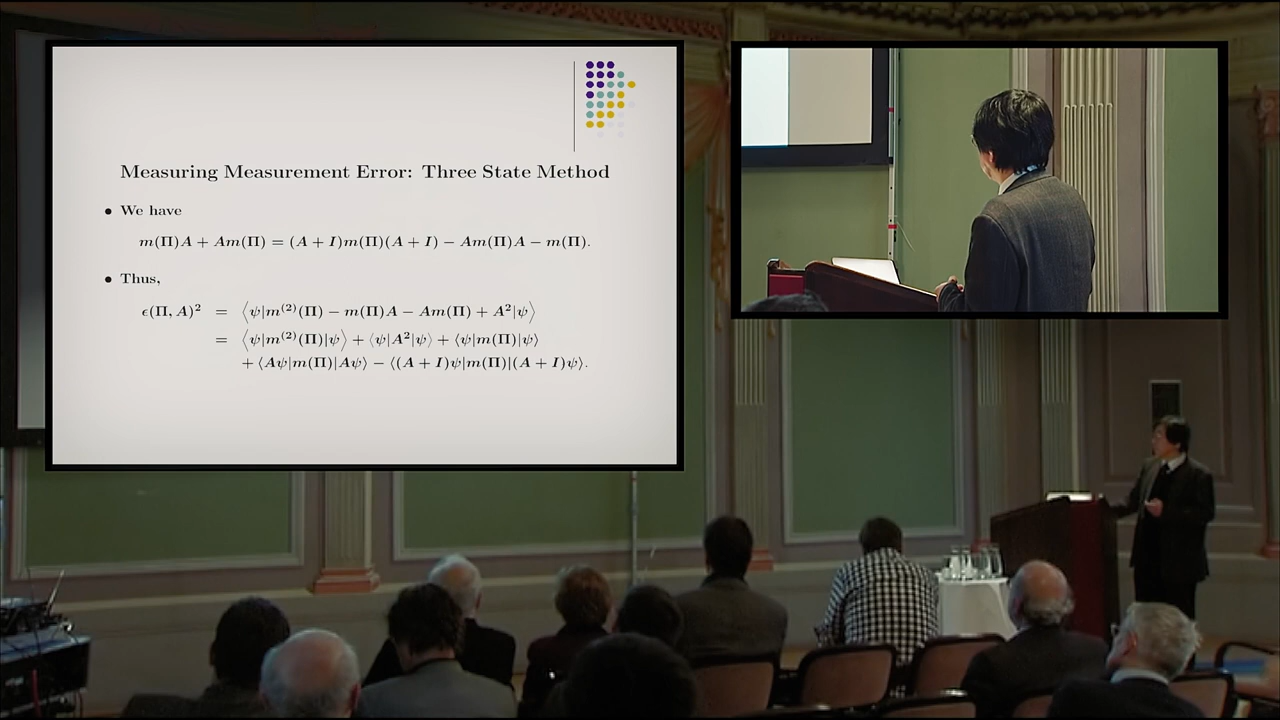 Measuring Measurement Error: Three State Method
• We have
m(Π)A + Am(Π) = (A + I)m(Π)(A + I) − Am(Π)A − m(Π).
• Thus,
ϵ(Π, A)² = ⟨ψ|m⁽²⁾(Π) − m(Π)A − Am(Π) + A²|ψ⟩
= ⟨ψ|m⁽²⁾(Π)|ψ⟩ + ⟨ψ|A²|ψ⟩ + ⟨ψ|m(Π)|ψ⟩
+ ⟨Aψ|m(Π)|Aψ⟩ − ⟨(A + I)ψ|m(Π)|(A + I)ψ⟩.